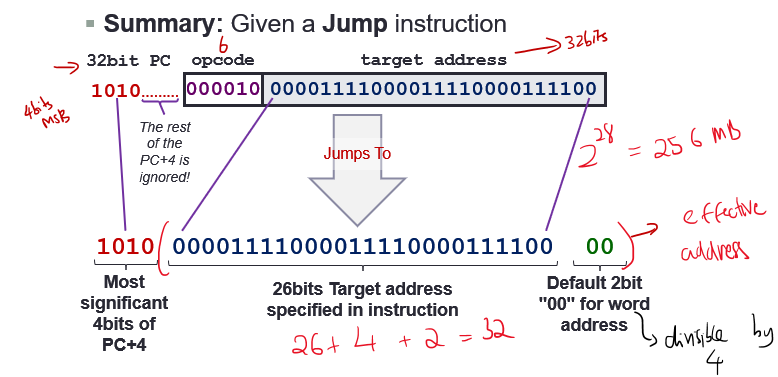 ▪ Summary: Given a Jump instruction
6
→ 32bits
32bit PC opcode target address
1010......... 000010 00001111000011110000111100
4bits
MSB
The rest
of the
PC+4 is
ignored!
Jumps To
2^28 = 256 MB
effective
address
1010 00001111000011110000111100 00
Most
significant
4bits of
PC+4
26bits Target address
specified in instruction
Default 2bit
"00" for word
address
26+ 4 + 2 = 32
divisible by
4